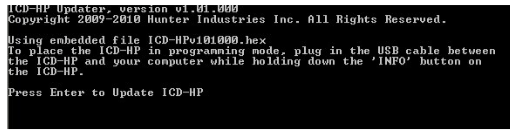 ICD-HP Updater, version v1.01.000
Copyright 2009-2010 Hunter Industries Inc. All Rights Reserved.
Using embedded file ICD-HPv101000.hex
To place the ICD-HP in programming mode, plug in the USB cable between
the ICD-HP and your computer while holding down the 'INFO' button on
the ICD-HP.
Press Enter to Update ICD-HP